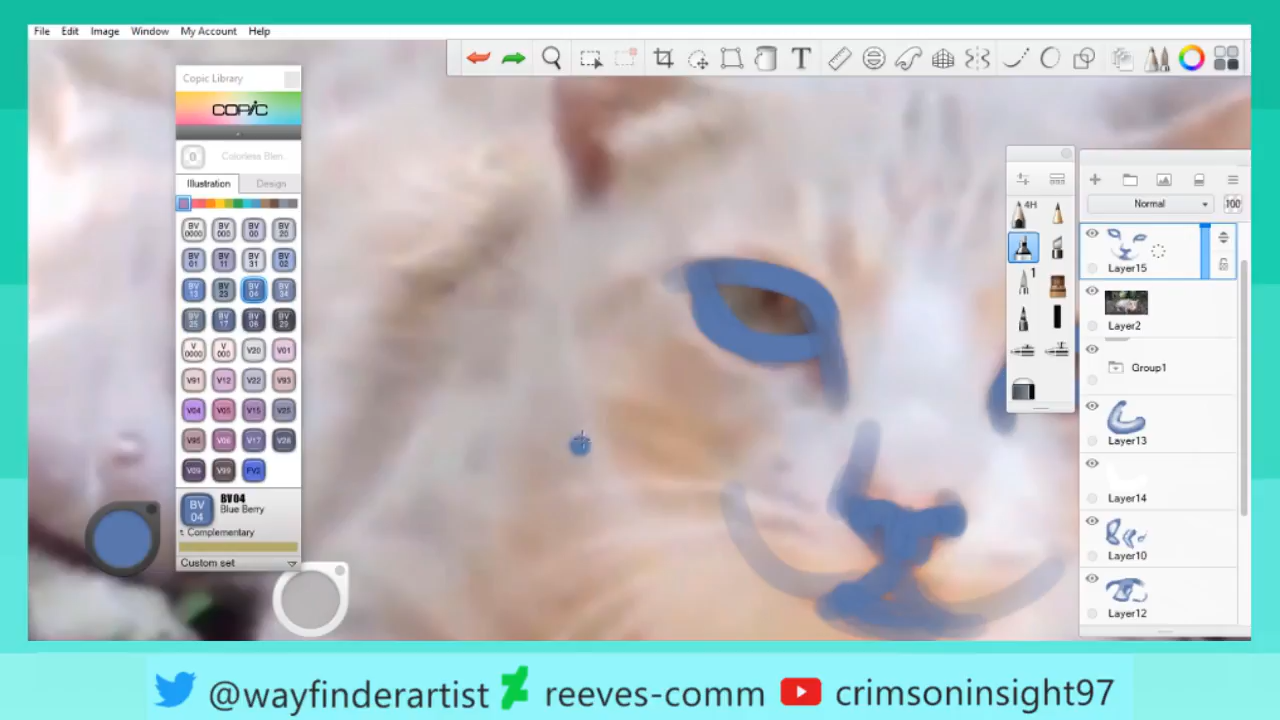 File Edit Image Window My Account Help
Copic Library
COPIC
0 Colorless Blen
Illustration Design
BV 0000 BV 000 BV 00 BV 20
BV 01 BV 11 BV 31 BV 02
BV 13 BV 23 BV 04 BV 34
BV 25 BV 17 BV 08 BV 29
V 0000 V 000 V20 V01
V91 V12 V22 V93
V04 V05 V15 V25
V95 V06 V17 V28
V09 V99 FV2
BV 04
BV04
Blue Berry
Complementary
Custom set
T
4H
1
Normal 100
Layer15
Layer2
Group1
Layer13
Layer14
Layer10
Layer12
@wayfinderartist reeves-comm crimsoninsight97